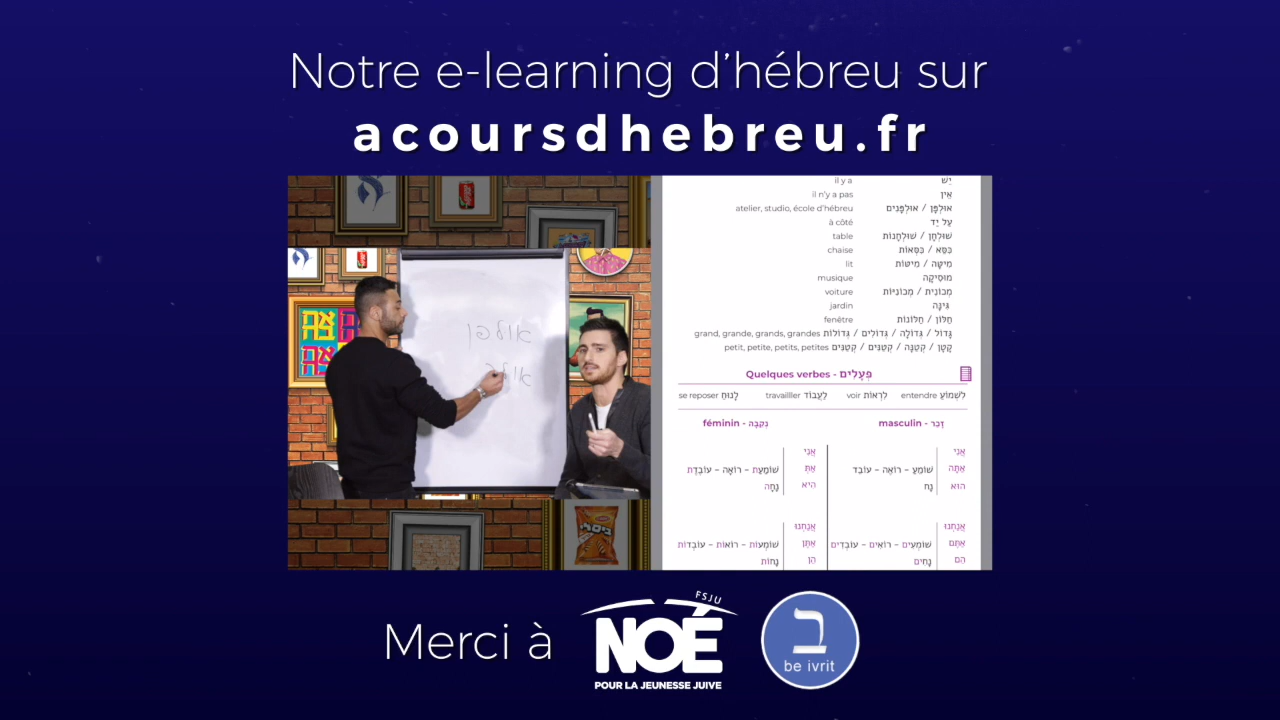 Notre e-learning d’hébreu sur
acoursdhebreu.fr
אולפן
il y a יֵשׁ
il n’y a pas אֵין
atelier, studio, école d’hébreu אוּלְפָּן / אוּלְפָּנִים
à côté עַל יַד
table שׁוּלְחָן / שׁוּלְחָנוֹת
chaise כִּסֵּא / כִּסְּאוֹת
lit מִיטָּה / מִיטּוֹת
musique מוּסִיקָה
voiture מְכוֹנִית / מְכוֹנִיּוֹת
jardin גִּינָּה
fenêtre חַלּוֹן / חַלּוֹנוֹת
grand, grande, grands, grandes גָּדוֹל / גְּדוֹלָה / גְּדוֹלִים / גְּדוֹלוֹת
petit, petite, petits, petites קָטָן / קְטַנָּה / קְטַנִּים / קְטַנִּים
Quelques verbes - פְּעָלִים
se reposer לָנוּחַ travailller לַעֲבוֹד voir לִרְאוֹת entendre לִשְׁמוֹעַ
féminin - נְקֵבָה masculin - זָכָר
אֲנִי אֲנִי
שׁוֹמַעַת – רוֹאָה – עוֹבֶדֶת אַתְּ שׁוֹמֵעַ – רוֹאֶה – עוֹבֵד אַתָּה
נָחָה הִיא נָח הוּא
אֲנַחְנוּ אֲנַחְנוּ
שׁוֹמְעוֹת – רוֹאוֹת – עוֹבְדוֹת אַתֶּן שׁוֹמְעִים – רוֹאִים – עוֹבְדִים אַתֶּם
נָחוֹת הֵן נָחִים הֵם
ביסלי
Merci à
FSJU
NOÉ
POUR LA JEUNESSE JUIVE
ב
be ivrit